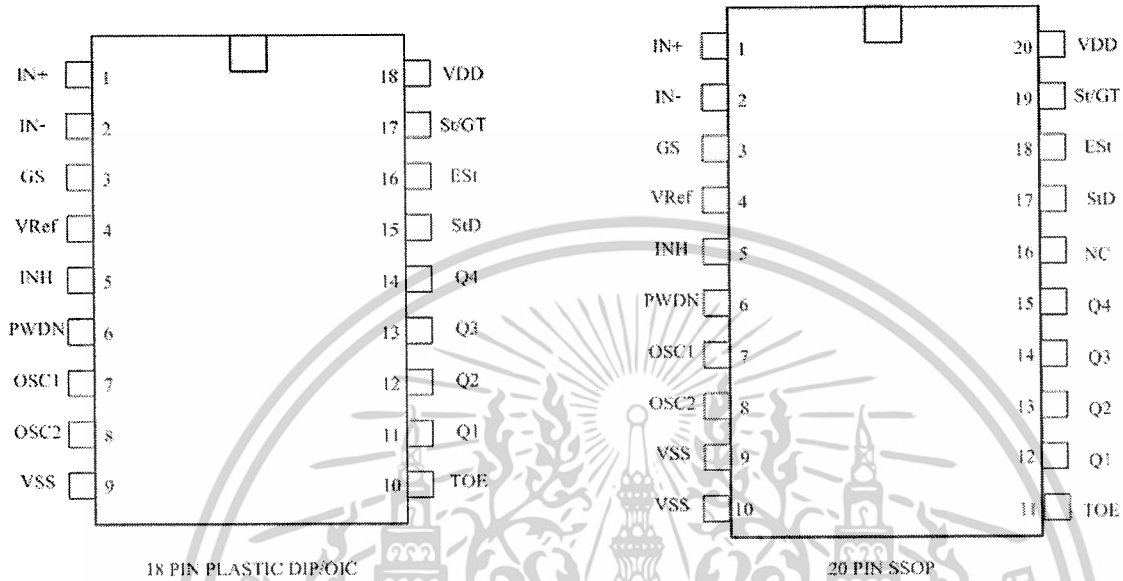 IN+ 1 18 VDD
IN- 2 17 St/GT
GS 3 16 ESt
VRef 4 15 StD
INH 5 14 Q4
PWDN 6 13 Q3
OSC1 7 12 Q2
OSC2 8 11 Q1
VSS 9 10 TOE
18 PIN PLASTIC DIP/OIC
IN+ 1 20 VDD
IN- 2 19 St/GT
GS 3 18 ESt
VRef 4 17 StD
INH 5 16 NC
PWDN 6 15 Q4
OSC1 7 14 Q3
OSC2 8 13 Q2
VSS 9 12 Q1
VSS 10 11 TOE
20 PIN SSOP